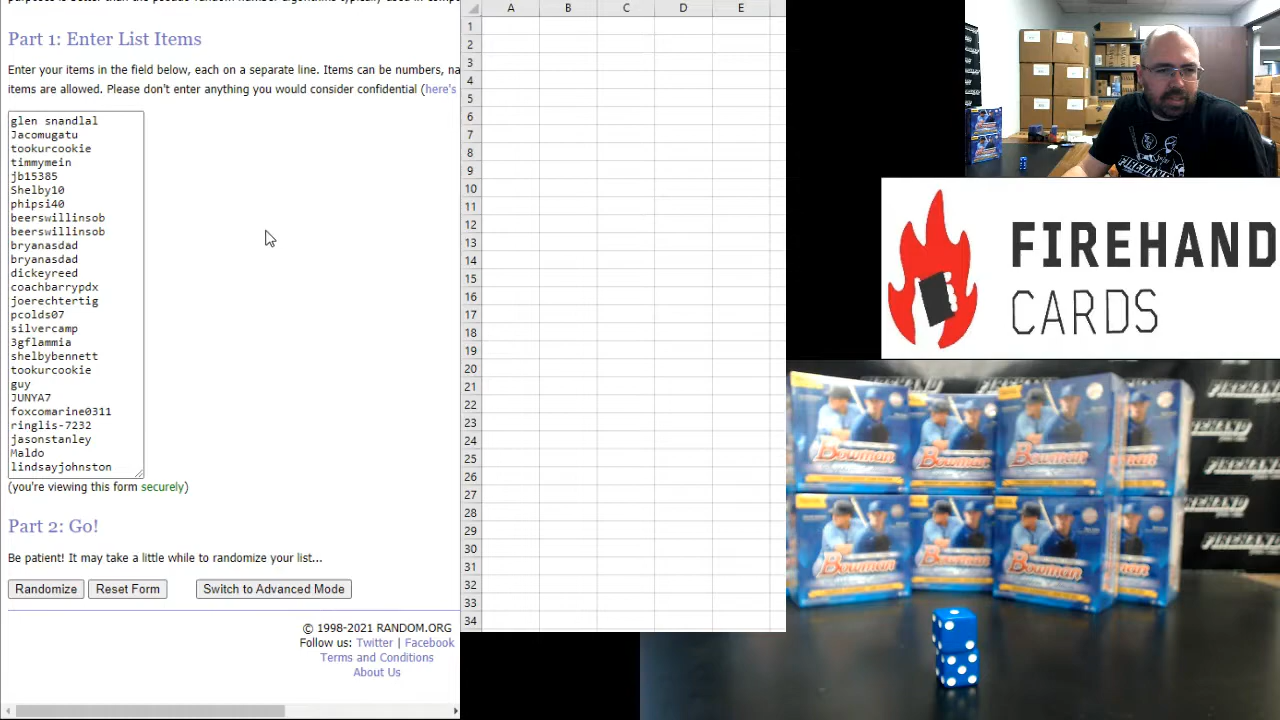 Part 1: Enter List Items
Enter your items in the field below, each on a separate line. Items can be numbers, na
items are allowed. Please don't enter anything you would consider confidential (here's
glen snandlal
Jacomugatu
tookurcookie
timmymein
jb15385
Shelby10
phipsi40
beerswillinsob
beerswillinsob
bryanasdad
bryanasdad
dickeyreed
coachbarrypdx
joerechtertig
pcolds07
silvercamp
3gflammia
shelbybennett
tookurcookie
guy
JUNYA7
foxcomarine0311
ringlis-7232
jasonstanley
Maldo
lindsayjohnston
(you're viewing this form securely)
Part 2: Go!
Be patient! It may take a little while to randomize your list...
Randomize Reset Form Switch to Advanced Mode
© 1998-2021 RANDOM.ORG
Follow us: Twitter | Facebook
Terms and Conditions
About Us
A B C D E
1
2
3
4
5
6
7
8
9
10
11
12
13
14
15
16
17
18
19
20
21
22
23
24
25
26
27
28
29
30
31
32
33
34
FIREHAND
CARDS
Bowman
Bowman
Bowman
Bowman
Bowman
Bowman
FIREHAND
FIREHAND
FIREHAND